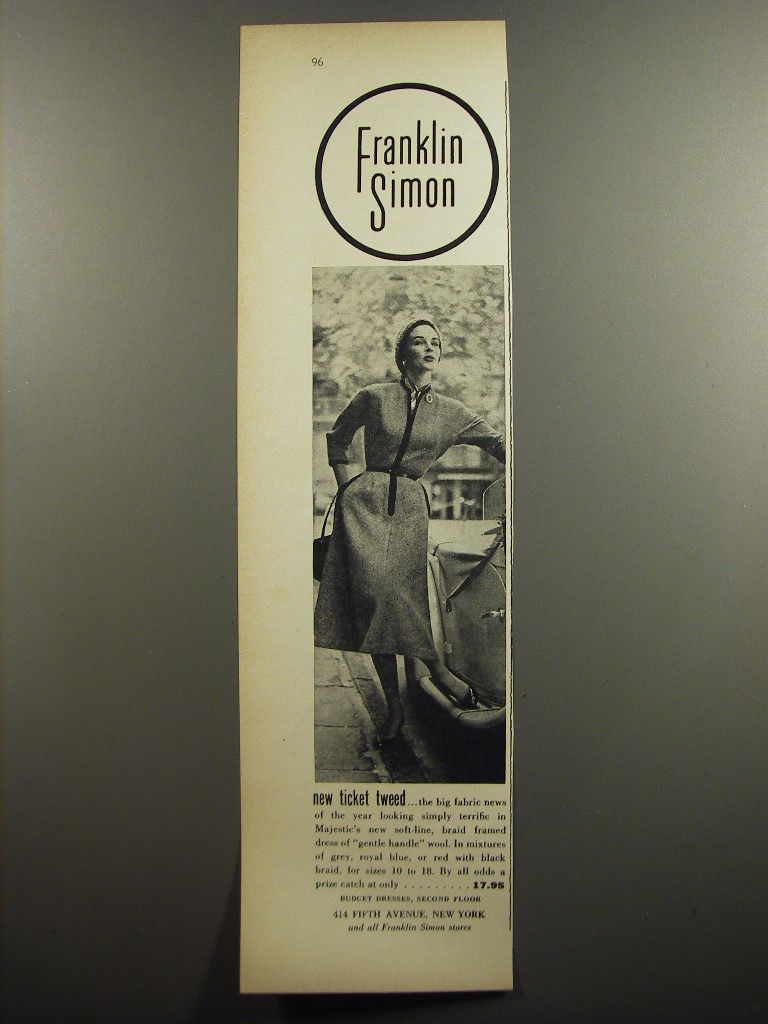 96
Franklin
Simon
new ticket tweed...the big fabric news
of the year looking simply terrific in
Majestic's new soft-line, braid framed
dress of "gentle handle" wool. In mixtures
of grey, royal blue, or red with black
braid, for sizes 10 to 18. By all odds a
prize catch at only . . . . . . . . . 17.95
BUDGET DRESSES, SECOND FLOOR
414 FIFTH AVENUE, NEW YORK
and all Franklin Simon stores